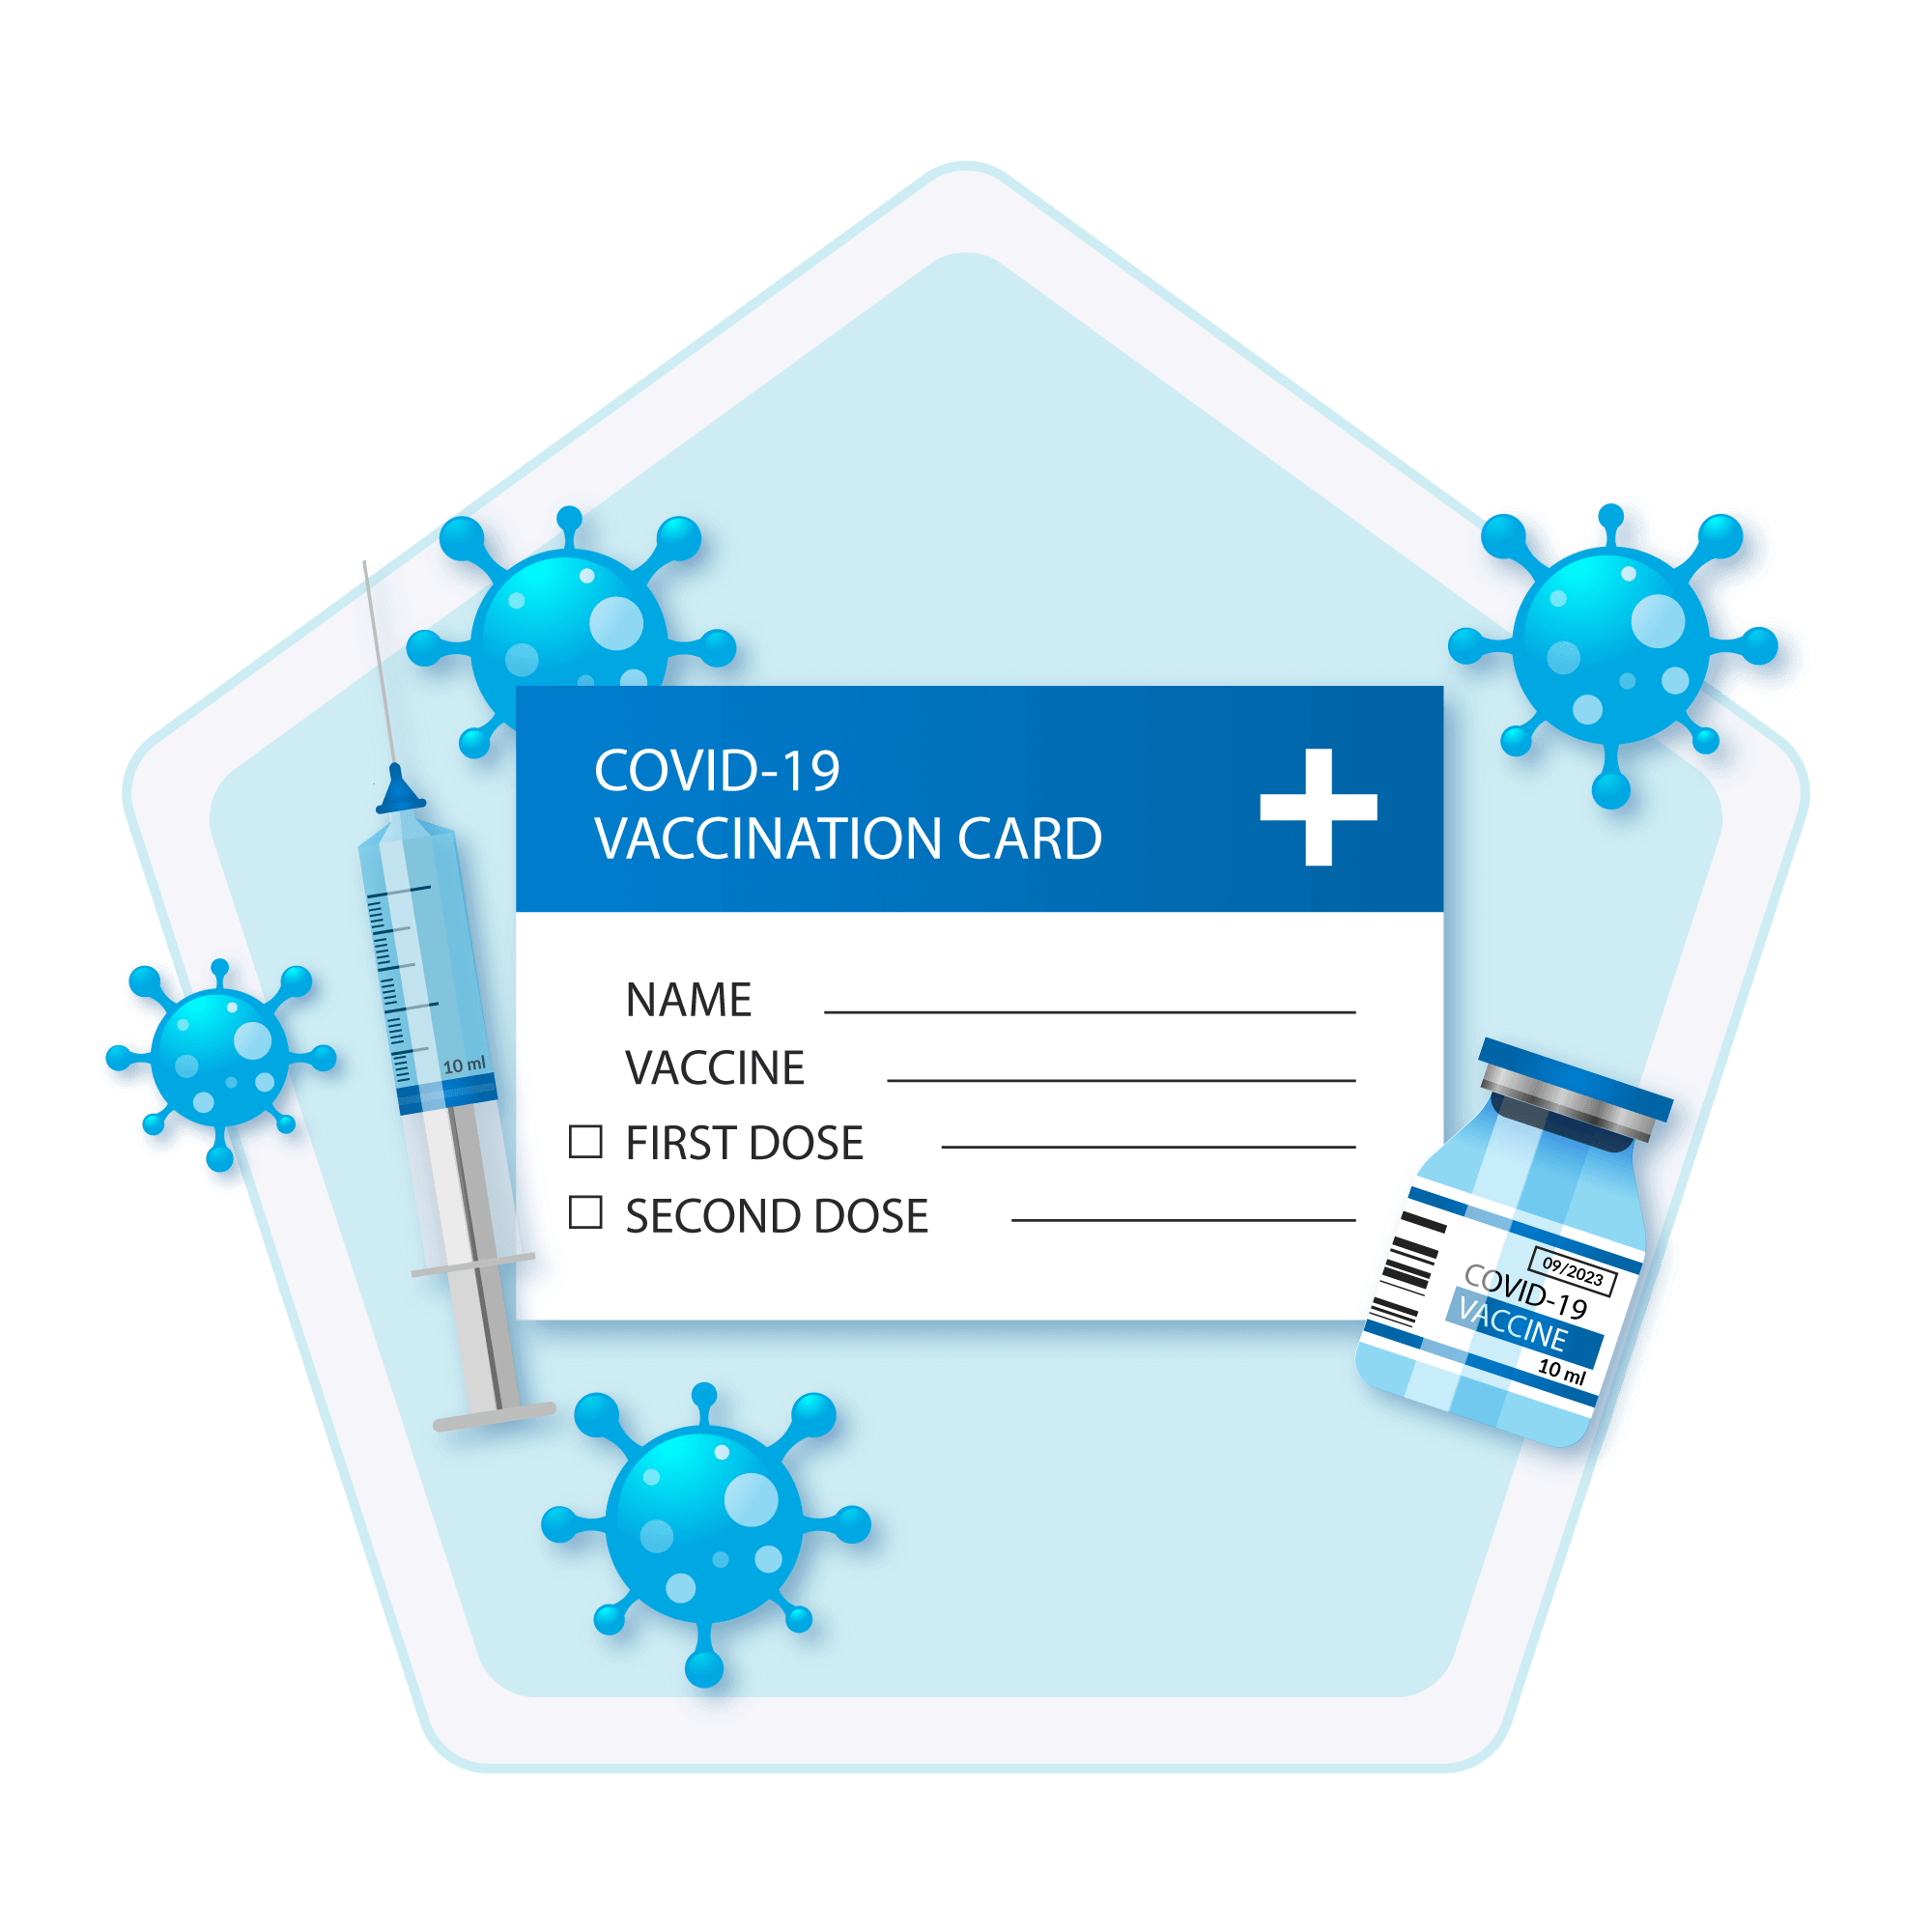 COVID-19
VACCINATION CARD
NAME
VACCINE
FIRST DOSE
SECOND DOSE
10 ml
09/2023
COVID-19
VACCINE
10 ml